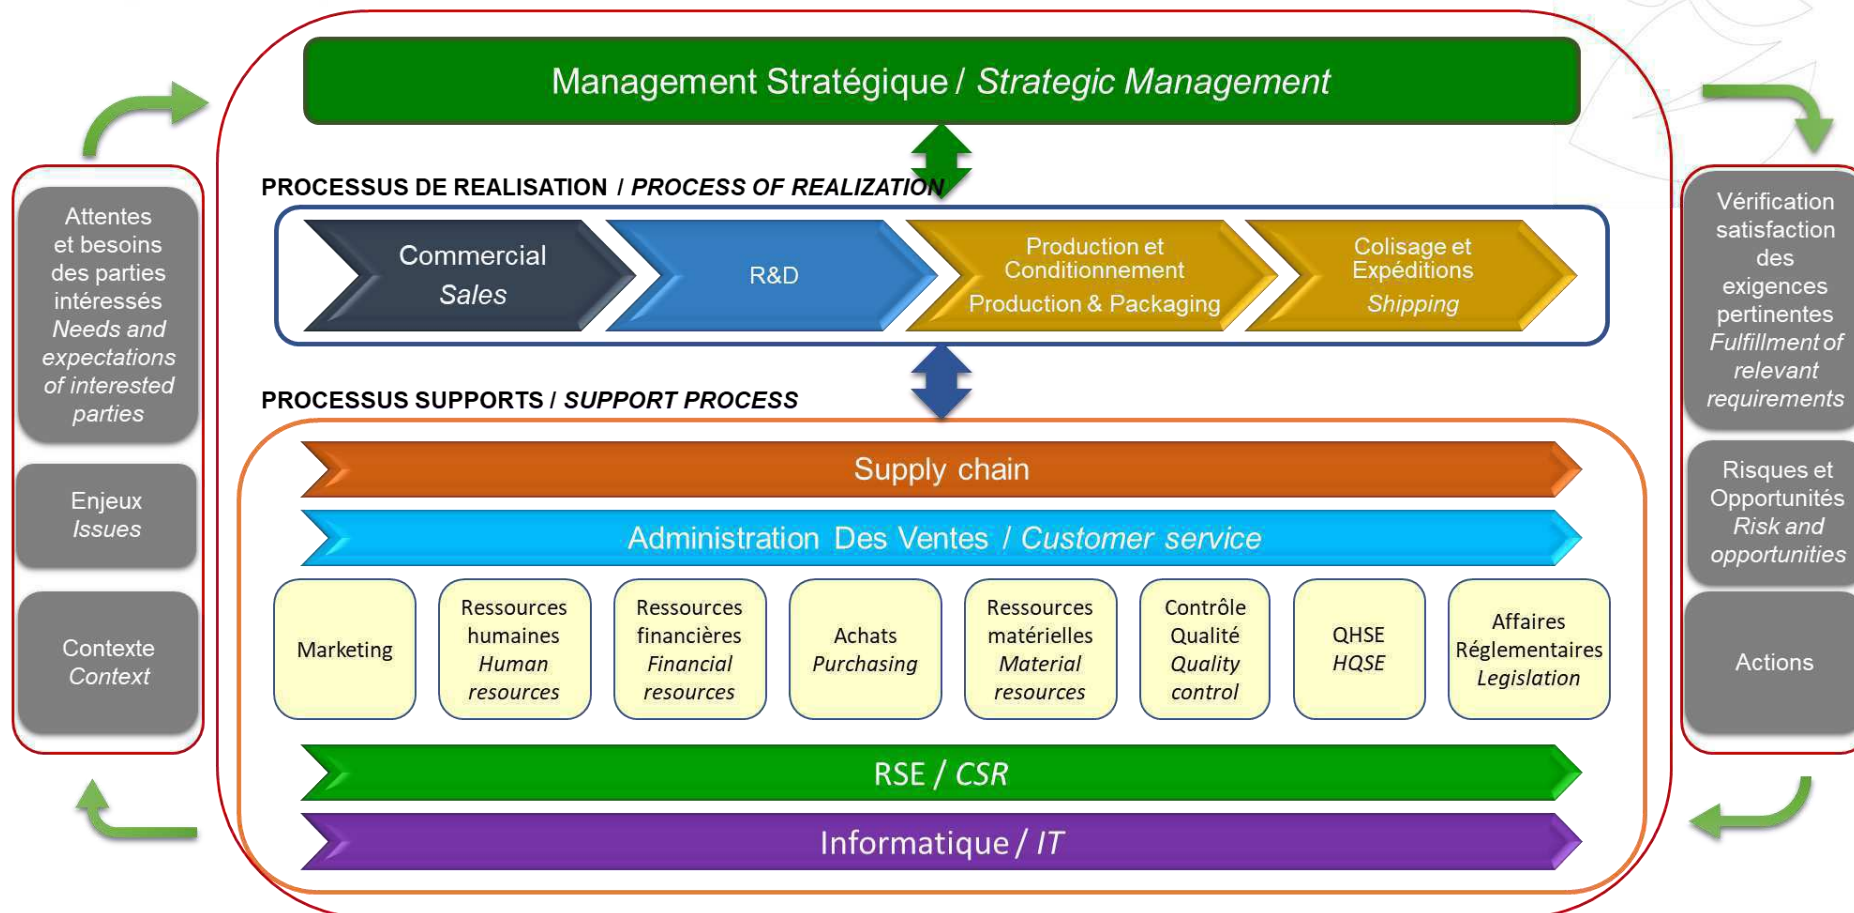 Management Stratégique / Strategic Management
PROCESSUS DE REALISATION / PROCESS OF REALIZATION
Commercial
Sales
R&D
Production et
Conditionnement
Production & Packaging
Colisage et
Expéditions
Shipping
PROCESSUS SUPPORTS / SUPPORT PROCESS
Supply chain
Administration Des Ventes / Customer service
Marketing
Ressources
humaines
Human
resources
Ressources
financières
Financial
resources
Achats
Purchasing
Ressources
matérielles
Material
resources
Contrôle
Qualité
Quality
control
QHSE
HQSE
Affaires
Réglementaires
Legislation
RSE / CSR
Informatique / IT
Attentes
et besoins
des parties
intéressés
Needs and
expectations
of interested
parties
Enjeux
Issues
Contexte
Context
Vérification
satisfaction
des
exigences
pertinentes
Fulfillment of
relevant
requirements
Risques et
Opportunités
Risk and
opportunities
Actions